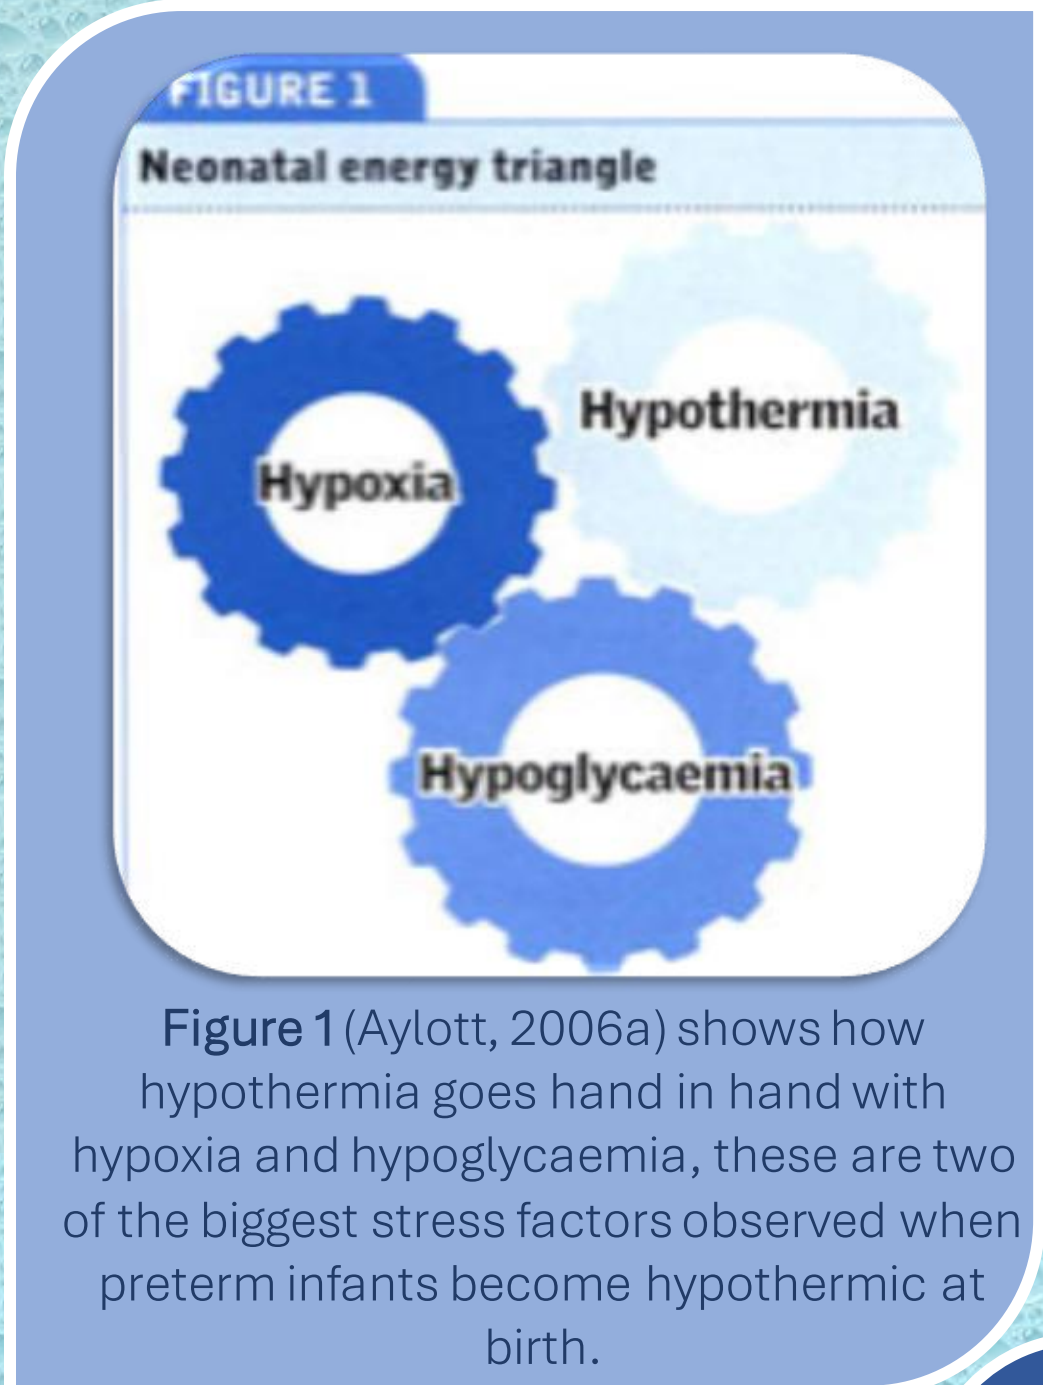 FIGURE 1
Neonatal energy triangle
Hypothermia
Hypoxia
Hypoglycaemia
Figure 1 (Aylott, 2006a) shows how
hypothermia goes hand in hand with
hypoxia and hypoglycaemia, these are two
of the biggest stress factors observed when
preterm infants become hypothermic at
birth.